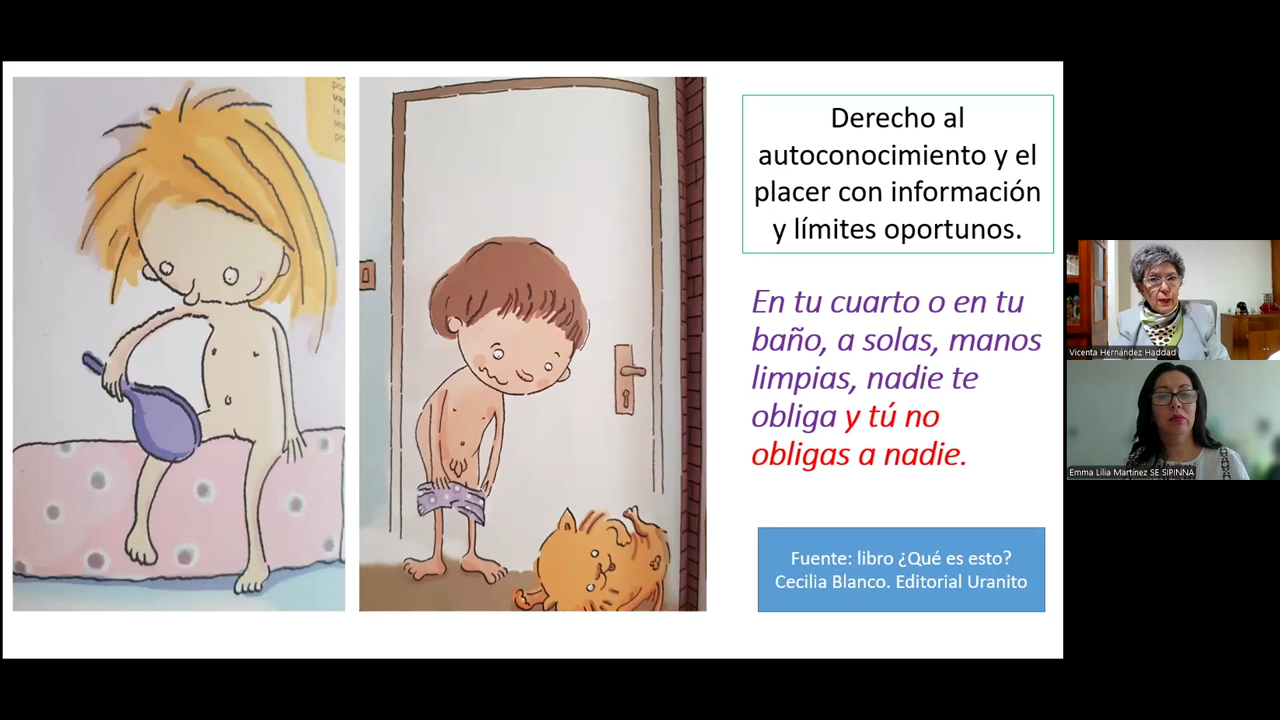 Derecho al
autoconocimiento y el
placer con información
y límites oportunos.
En tu cuarto o en tu
baño, a solas, manos
limpias, nadie te
obliga y tú no
obligas a nadie.
Fuente: libro ¿Qué es esto?
Cecilia Blanco. Editorial Uranito
Vicenta Hernández Haddad
Emma Lilia Martínez SE SIPINNA